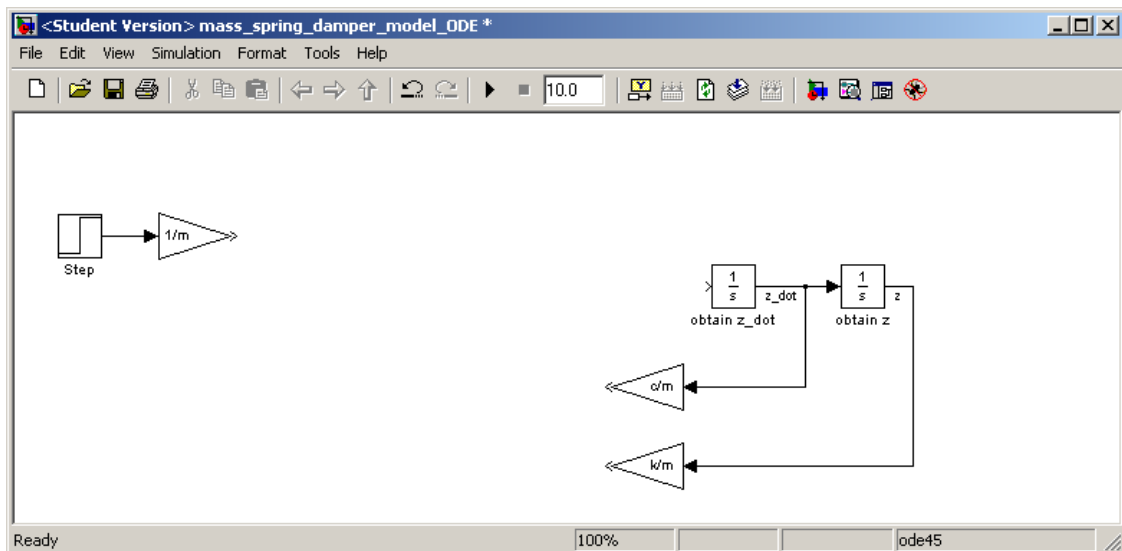 <Student Version> mass_spring_damper_model_ODE *
File Edit View Simulation Format Tools Help
10.0
1/m
Step
1
s
z_dot
1
s
z
obtain z_dot
obtain z
c/m
k/m
Ready
100%
ode45